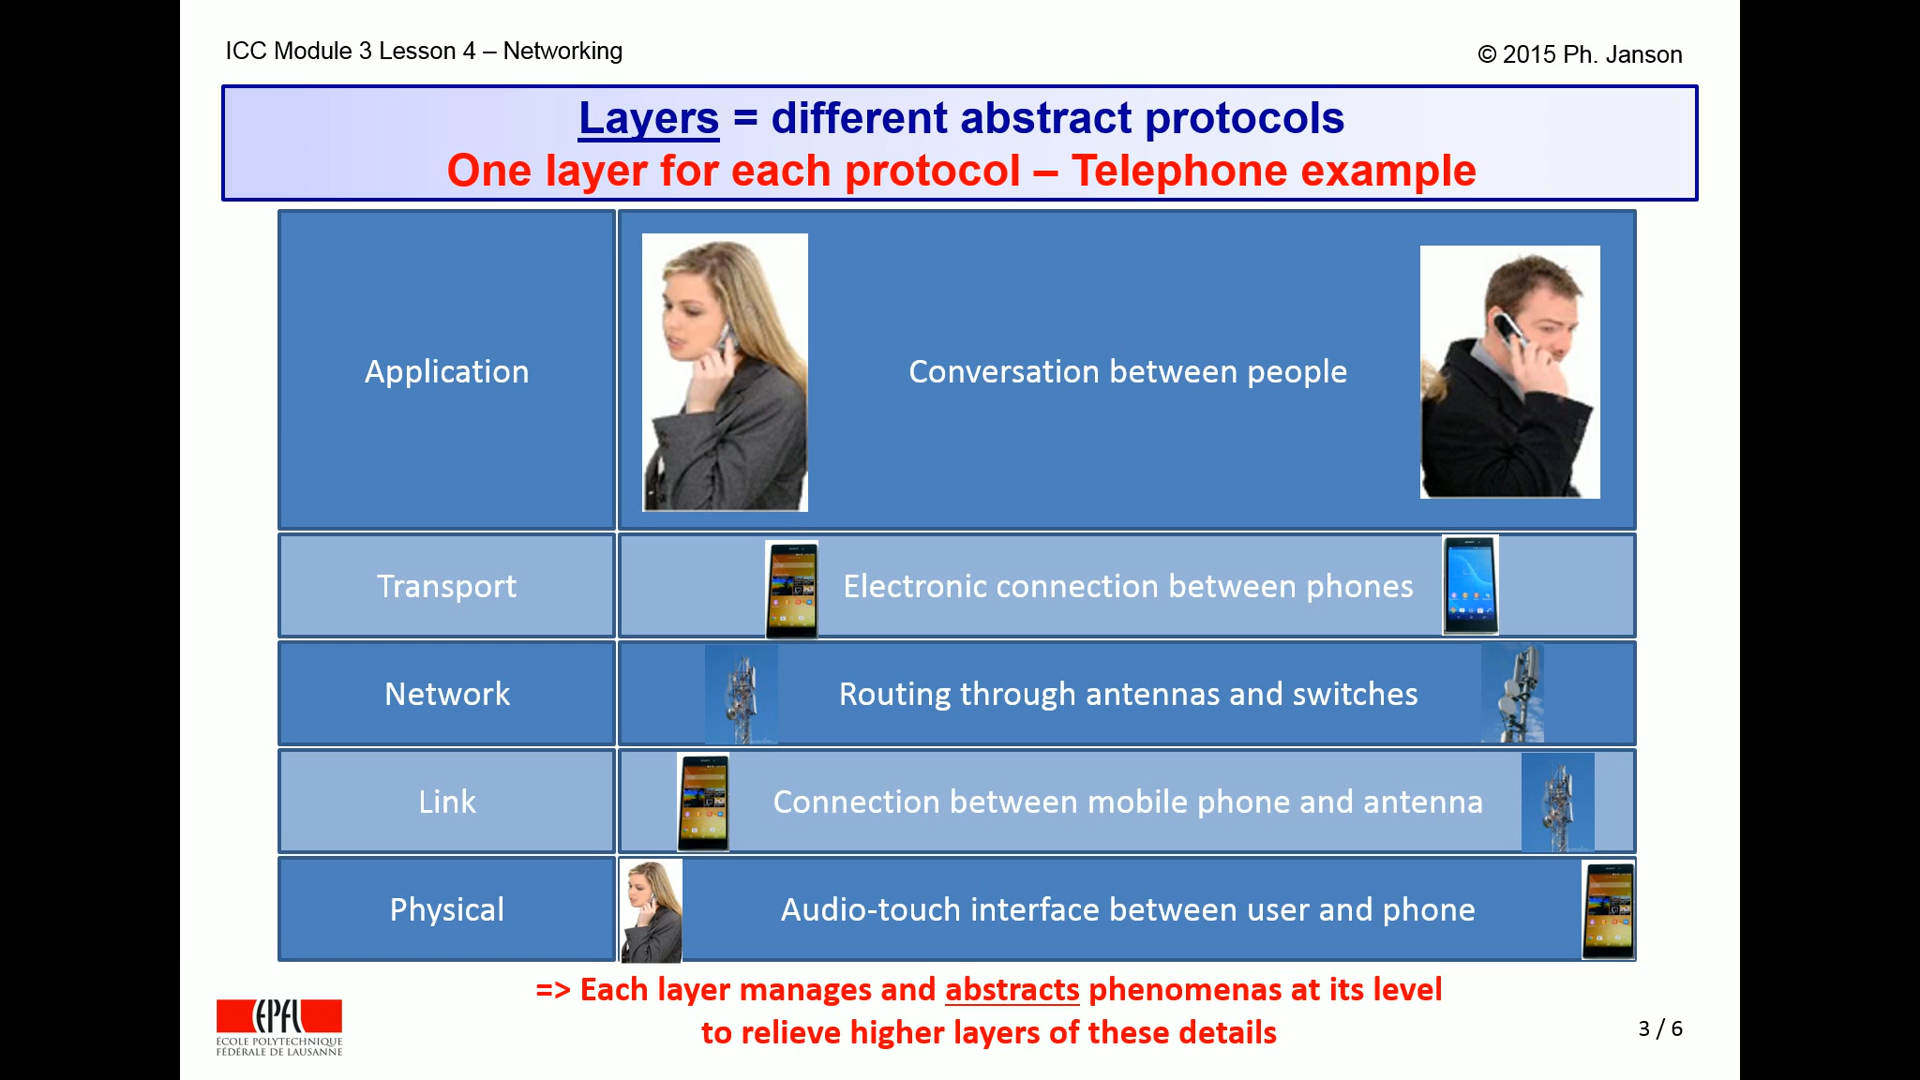 ICC Module 3 Lesson 4 – Networking
© 2015 Ph. Janson
Layers = different abstract protocols
One layer for each protocol – Telephone example
Application
Conversation between people
Transport
Electronic connection between phones
Network
Routing through antennas and switches
Link
Connection between mobile phone and antenna
Physical
Audio-touch interface between user and phone
=> Each layer manages and abstracts phenomenas at its level
to relieve higher layers of these details
EPFL
ÉCOLE POLYTECHNIQUE
FÉDÉRALE DE LAUSANNE
3 / 6